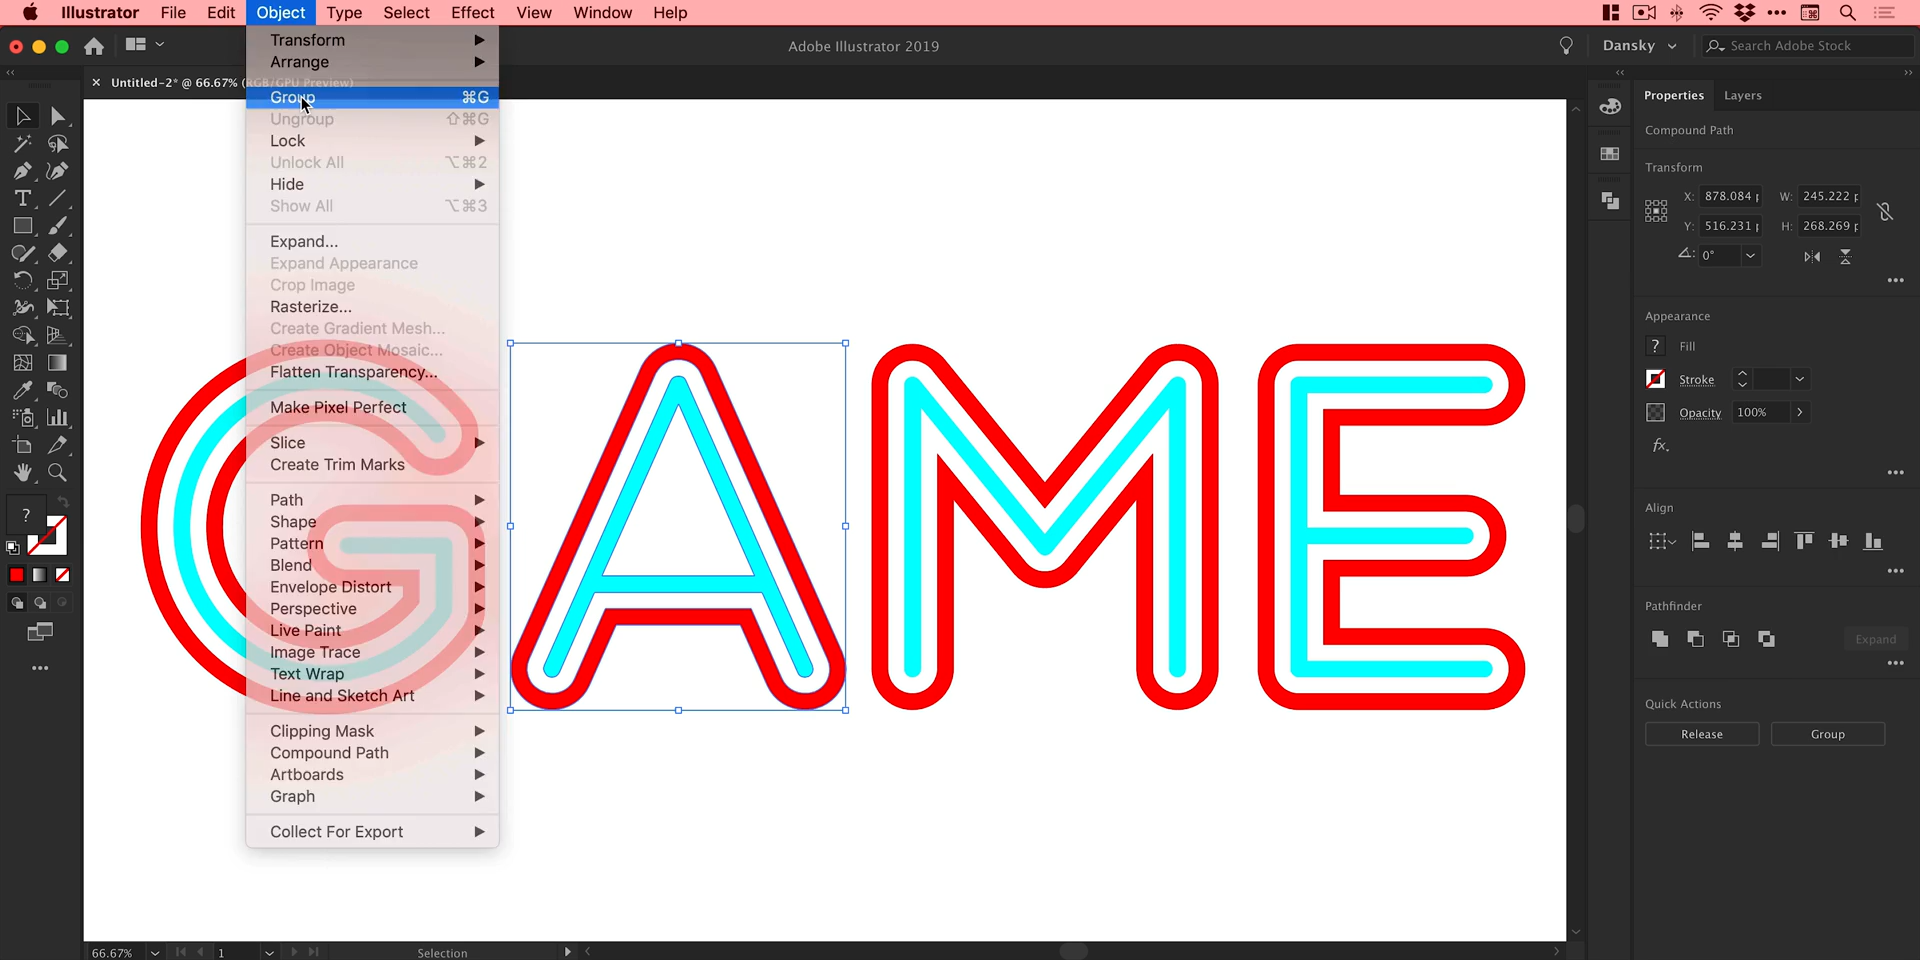 Illustrator File Edit Object Type Select Effect View Window Help
Adobe Illustrator 2019
Dansky
Search Adobe Stock
Untitled-2* @ 66.67% (RGB/GPU Preview)
Transform
Arrange
Group ⌘G
Ungroup ⇧⌘G
Lock
Unlock All ⌥⌘2
Hide
Show All ⌥⌘3
Expand...
Expand Appearance
Crop Image
Rasterize...
Create Gradient Mesh...
Create Object Mosaic...
Flatten Transparency...
Make Pixel Perfect
Slice
Create Trim Marks
Path
Shape
Pattern
Blend
Envelope Distort
Perspective
Live Paint
Image Trace
Text Wrap
Line and Sketch Art
Clipping Mask
Compound Path
Artboards
Graph
Collect For Export
GAME
Properties Layers
Compound Path
Transform
X: 878.084 p W: 245.222 p
Y: 516.231 p H: 268.269 p
0°
Appearance
? Fill
Stroke
Opacity 100%
fx.
Align
Pathfinder
Expand
Quick Actions
Release Group
?
66.67% 1 Selection